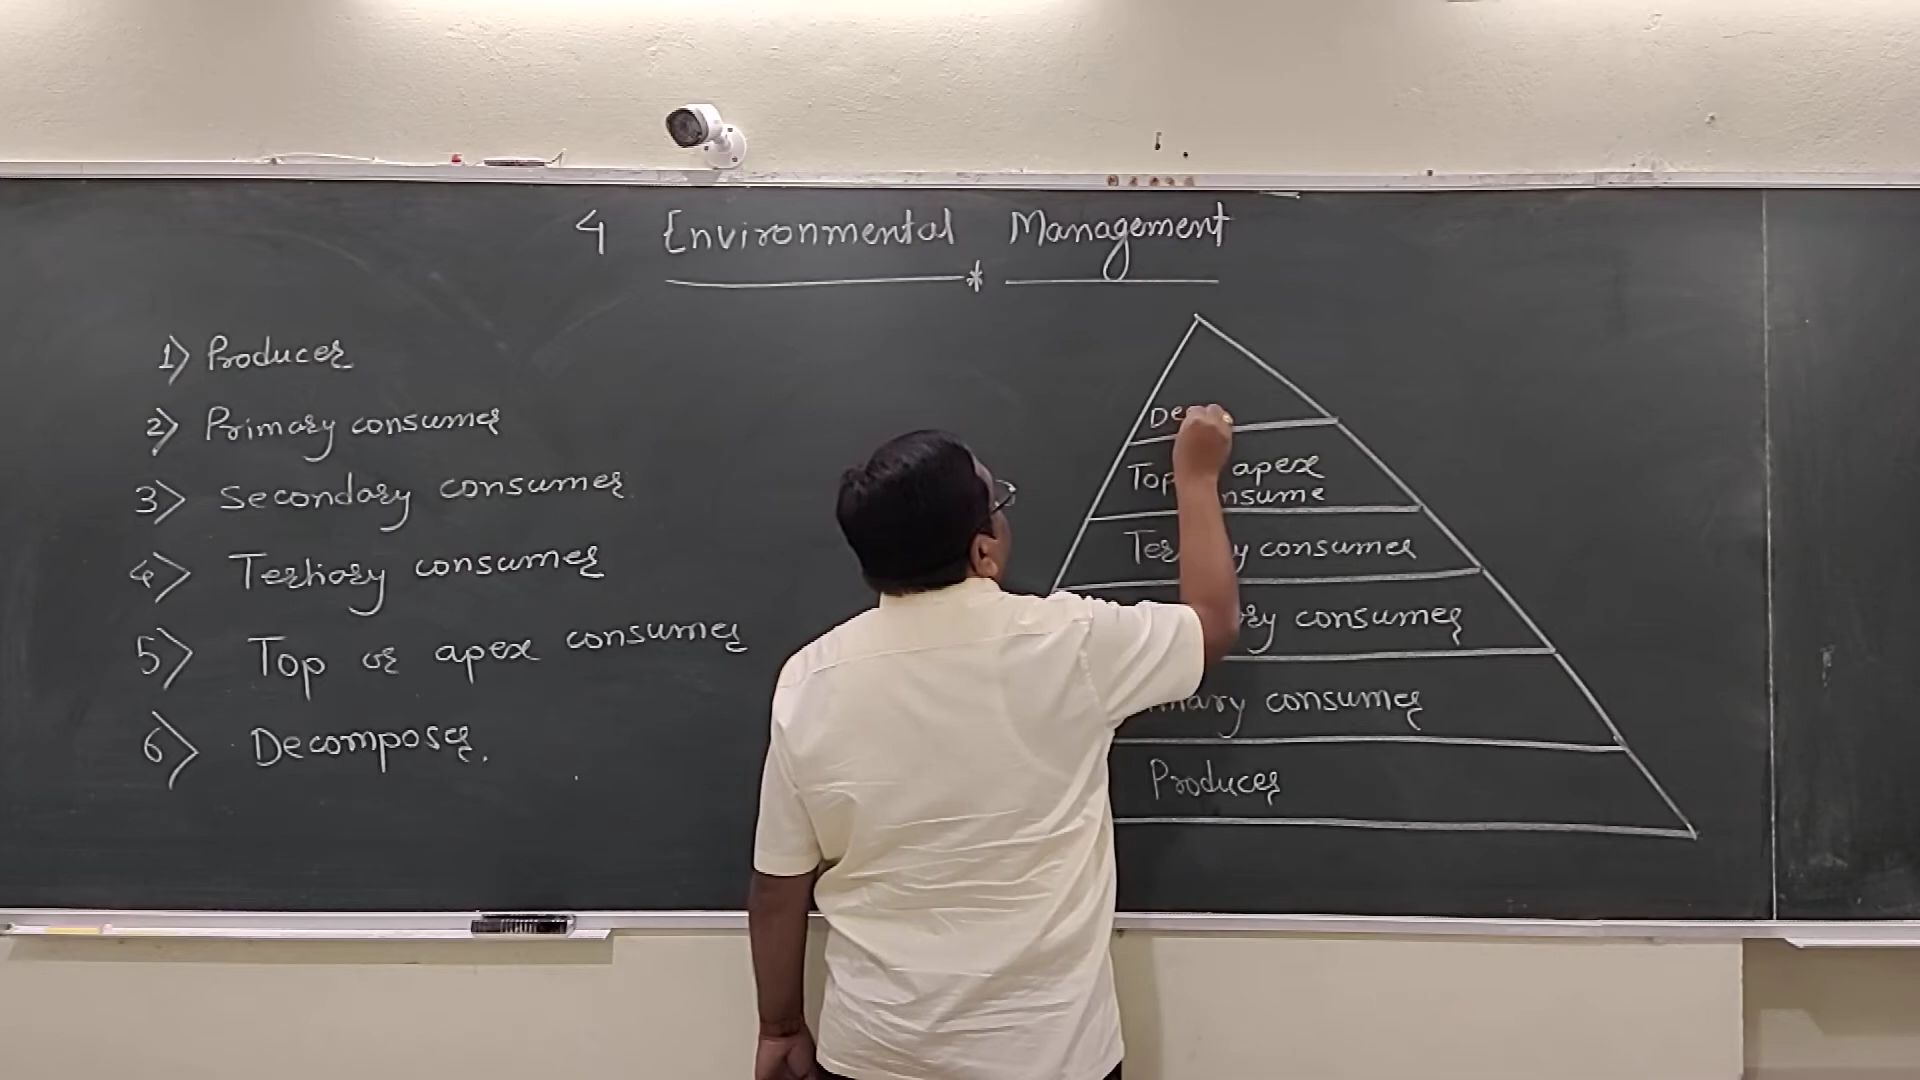 4 Environmental Management
1) Producer
2) Primary consumer
3) Secondary consumer
4) Tertiary consumer
5) Top or apex consumer
6) Decomposer.
apex
consumer
consumer
consumer
Producer